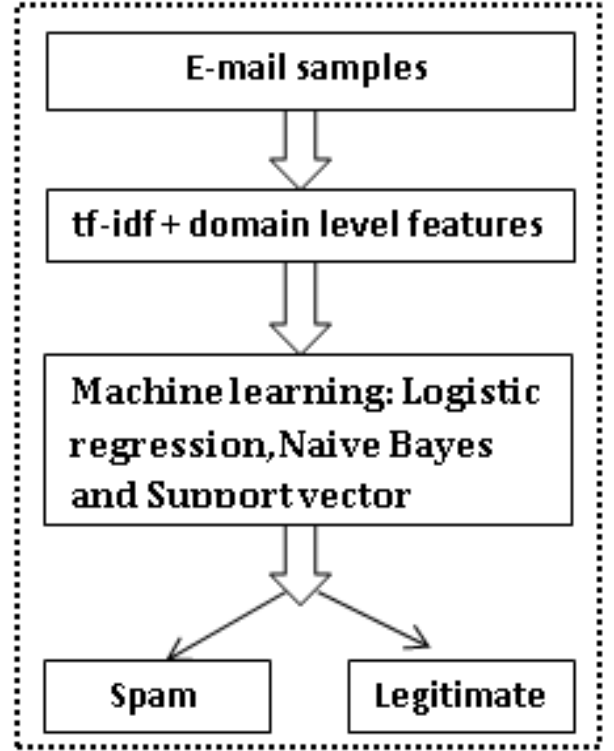 E-mail samples
tf-idf + domain level features
Machine learning: Logistic
regression, Naive Bayes
and Support vector
Spam
Legitimate